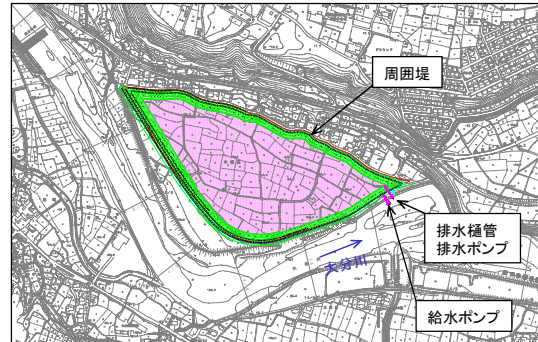 周囲堤
排水樋管
排水ポンプ
大分川
給水ポンプ